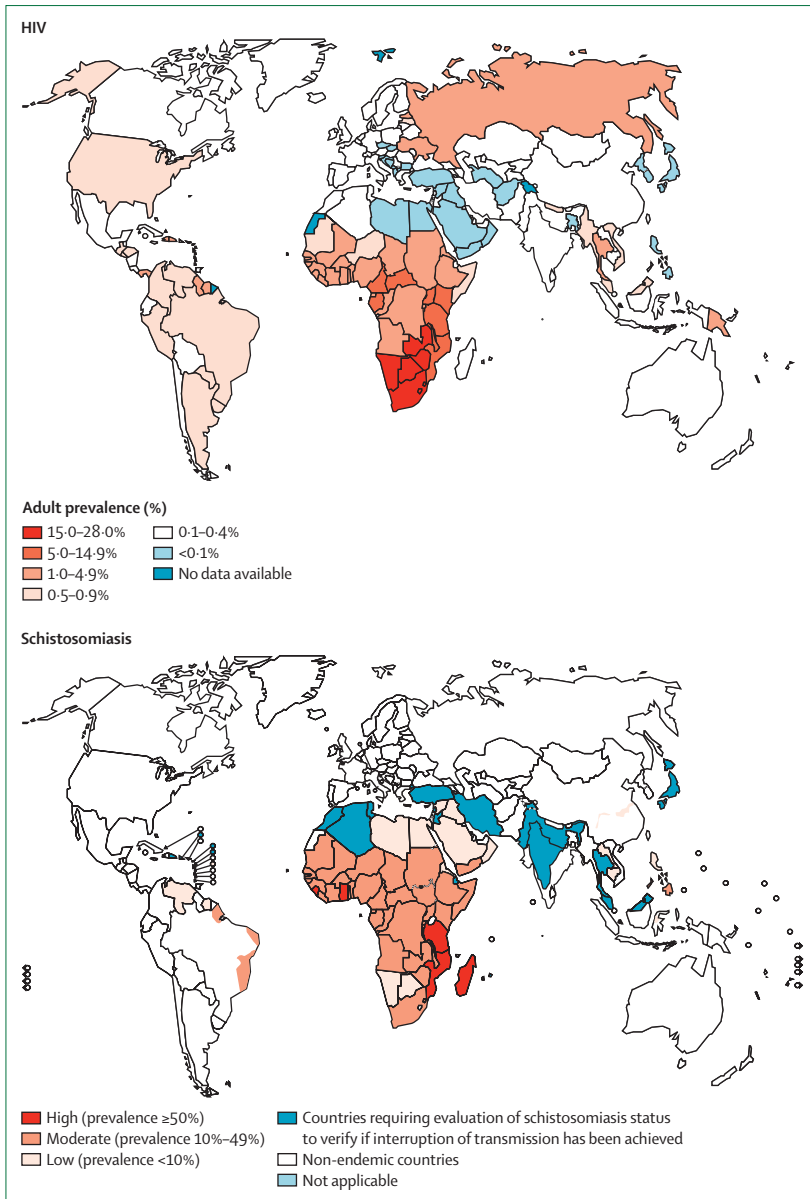 HIV
Adult prevalence (%)
15·0–28·0%
5·0–14·9%
1·0–4·9%
0·5–0·9%
0·1–0·4%
<0·1%
No data available
Schistosomiasis
High (prevalence ≥50%)
Moderate (prevalence 10%–49%)
Low (prevalence <10%)
Countries requiring evaluation of schistosomiasis status
to verify if interruption of transmission has been achieved
Non-endemic countries
Not applicable